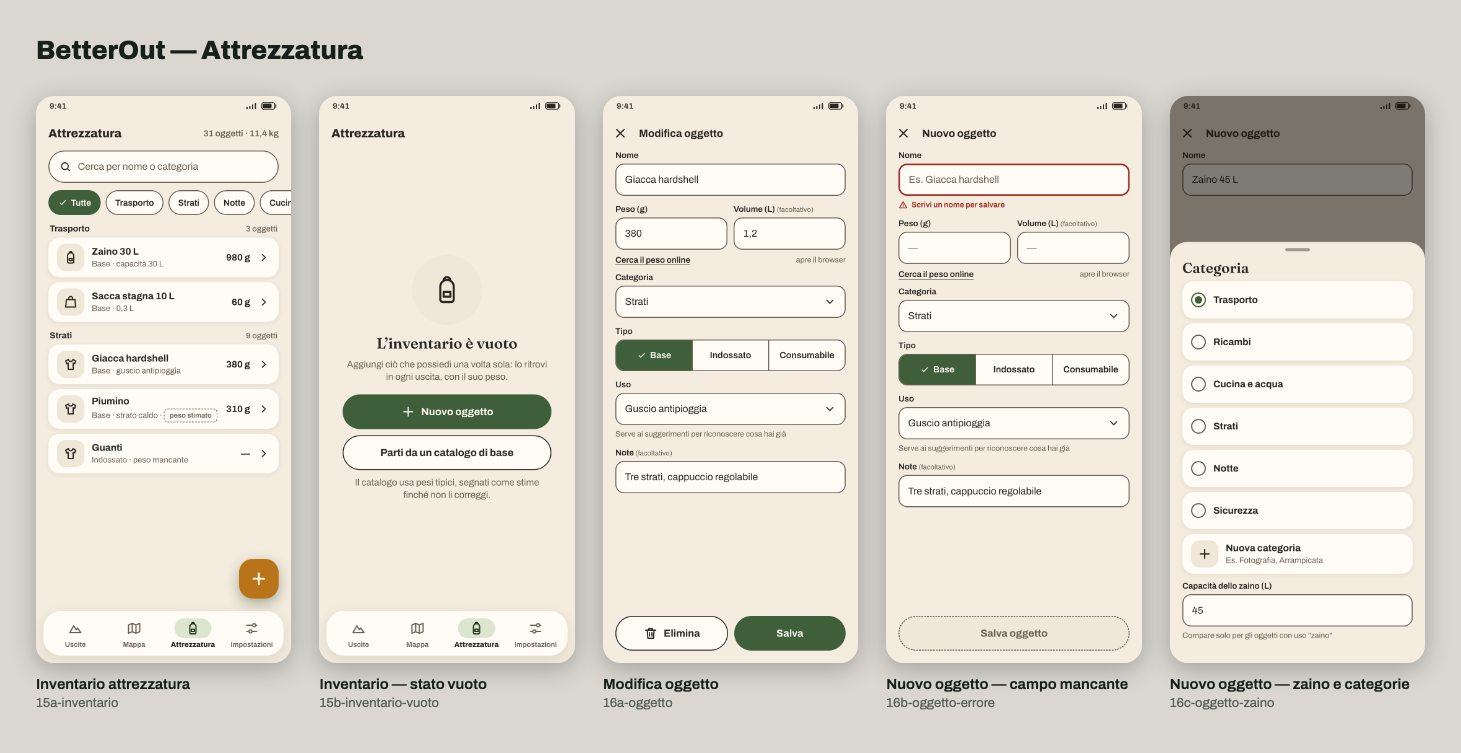 BetterOut — Attrezzatura
9:41
Attrezzatura
31 oggetti · 11,4 kg
Cerca per nome o categoria
Tutte
Trasporto
Strati
Notte
Cucin
Trasporto
3 oggetti
Zaino 30 L
Base · capacità 30 L
980 g
Sacca stagna 10 L
Base · 0,3 L
60 g
Strati
9 oggetti
Giacca hardshell
Base · guscio antipioggia
380 g
Piumino
Base · strato caldo · peso stimato
310 g
Guanti
Indossato · peso mancante
—
Uscite
Mappa
Attrezzatura
Impostazioni
Inventario attrezzatura
15a-inventario
9:41
Attrezzatura
L’inventario è vuoto
Aggiungi ciò che possiedi una volta sola: lo ritrovi
in ogni uscita, con il suo peso.
Nuovo oggetto
Parti da un catalogo di base
Il catalogo usa pesi tipici, segnati come stime
finché non li correggi.
Uscite
Mappa
Attrezzatura
Impostazioni
Inventario — stato vuoto
15b-inventario-vuoto
9:41
Modifica oggetto
Nome
Giacca hardshell
Peso (g)
Volume (L) (facoltativo)
380
1,2
Cerca il peso online
apre il browser
Categoria
Strati
Tipo
Base
Indossato
Consumabile
Uso
Guscio antipioggia
Serve ai suggerimenti per riconoscere cosa hai già
Note (facoltativo)
Tre strati, cappuccio regolabile
Elimina
Salva
Modifica oggetto
16a-oggetto
9:41
Nuovo oggetto
Nome
Es. Giacca hardshell
Scrivi un nome per salvare
Peso (g)
Volume (L) (facoltativo)
—
—
Cerca il peso online
apre il browser
Categoria
Strati
Tipo
Base
Indossato
Consumabile
Uso
Guscio antipioggia
Serve ai suggerimenti per riconoscere cosa hai già
Note (facoltativo)
Tre strati, cappuccio regolabile
Salva oggetto
Nuovo oggetto — campo mancante
16b-oggetto-errore
9:41
Nuovo oggetto
Nome
Zaino 45 L
Categoria
Trasporto
Ricambi
Cucina e acqua
Strati
Notte
Sicurezza
Nuova categoria
Es. Fotografia, Arrampicata
Capacità dello zaino (L)
45
Compare solo per gli oggetti con uso “zaino”
Nuovo oggetto — zaino e categorie
16c-oggetto-zaino